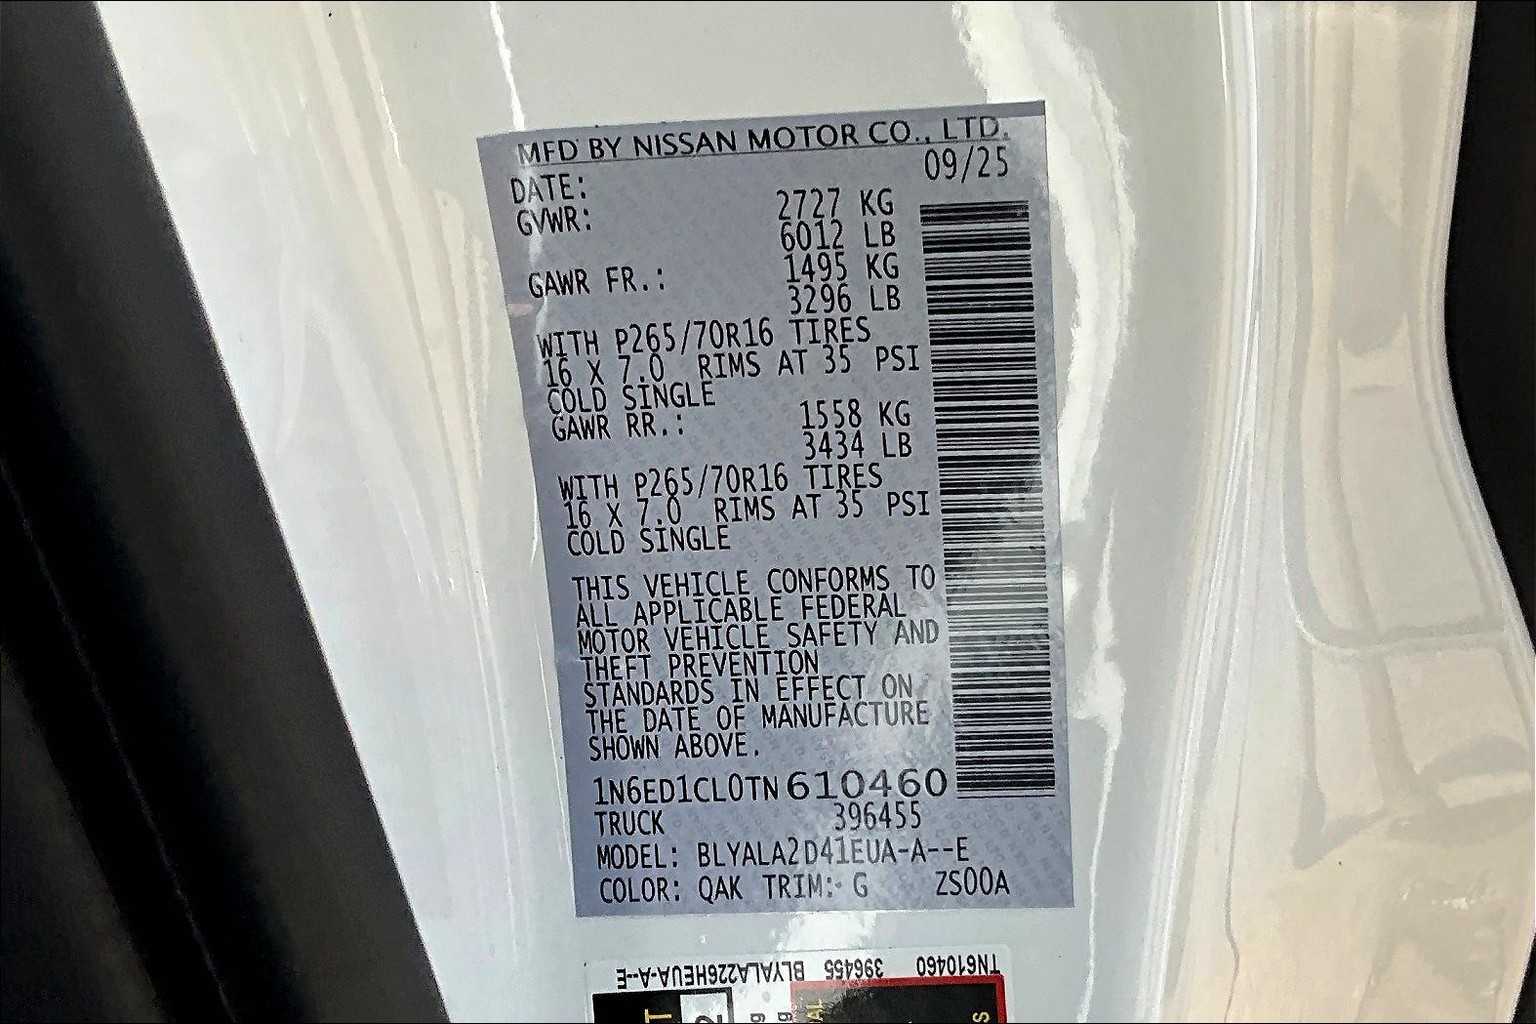 MFD BY NISSAN MOTOR CO., LTD.
DATE: 09/25
GVWR: 2727 KG
6012 LB
GAWR FR.: 1495 KG
3296 LB
WITH P265/70R16 TIRES
16 X 7.0 RIMS AT 35 PSI
COLD SINGLE
GAWR RR.: 1558 KG
3434 LB
WITH P265/70R16 TIRES
16 X 7.0 RIMS AT 35 PSI
COLD SINGLE
THIS VEHICLE CONFORMS TO
ALL APPLICABLE FEDERAL
MOTOR VEHICLE SAFETY AND
THEFT PREVENTION
STANDARDS IN EFFECT ON
THE DATE OF MANUFACTURE
SHOWN ABOVE.
1N6ED1CL0TN610460
TRUCK 396455
MODEL: BLYALA2D41EUA-A--E
COLOR: QAK TRIM: G ZS00A
TN610460 396455 BLYALA226HEUA-A--E